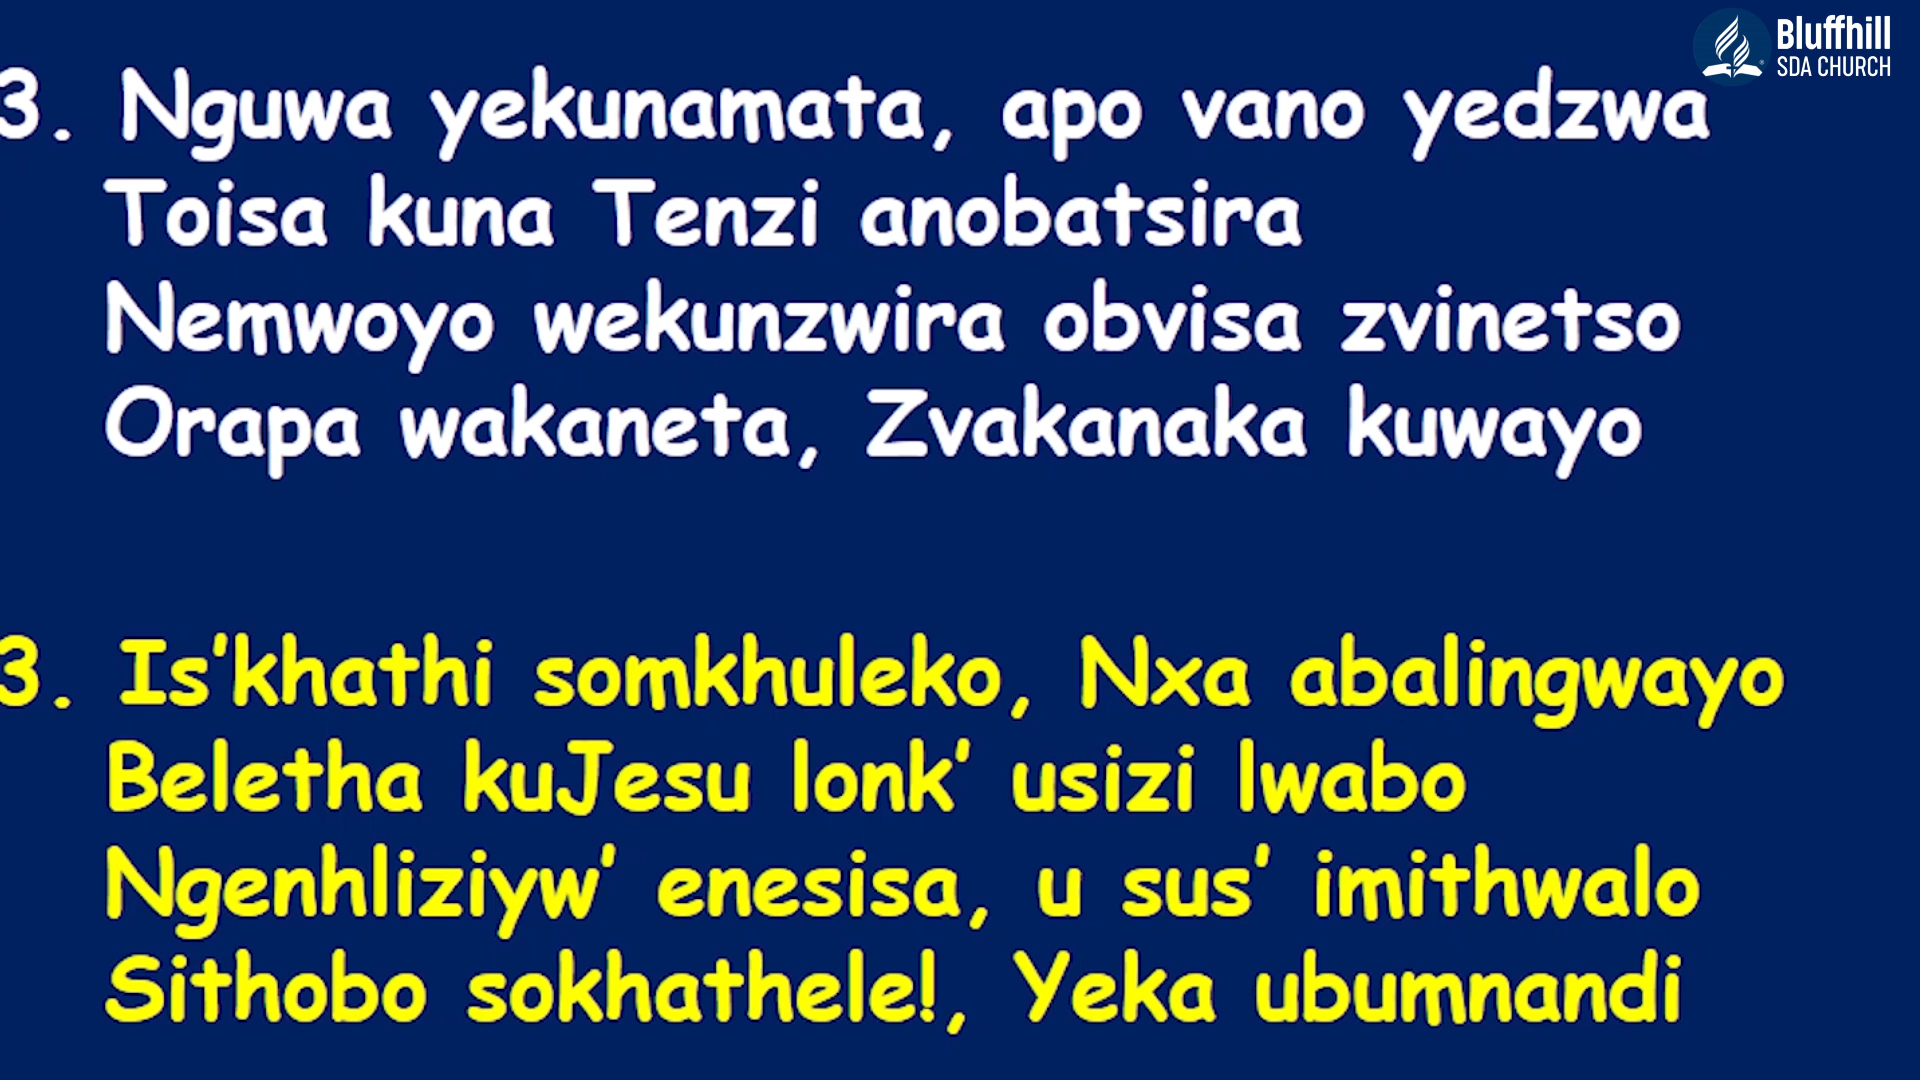 Bluffhill
SDA CHURCH
3. Nguwa yekunamata, apo vano yedzwa
Toisa kuna Tenzi anobatsira
Nemwoyo wekunzwira obvisa zvinetso
Orapa wakaneta, Zvakanaka kuwayo
3. Is'khathi somkhuleko, Nxa abalingwayo
Beletha kuJesu lonk' usizi lwabo
Ngenhliziyw' enesisa, u sus' imithwalo
Sithobo sokhathele!, Yeka ubumnandi